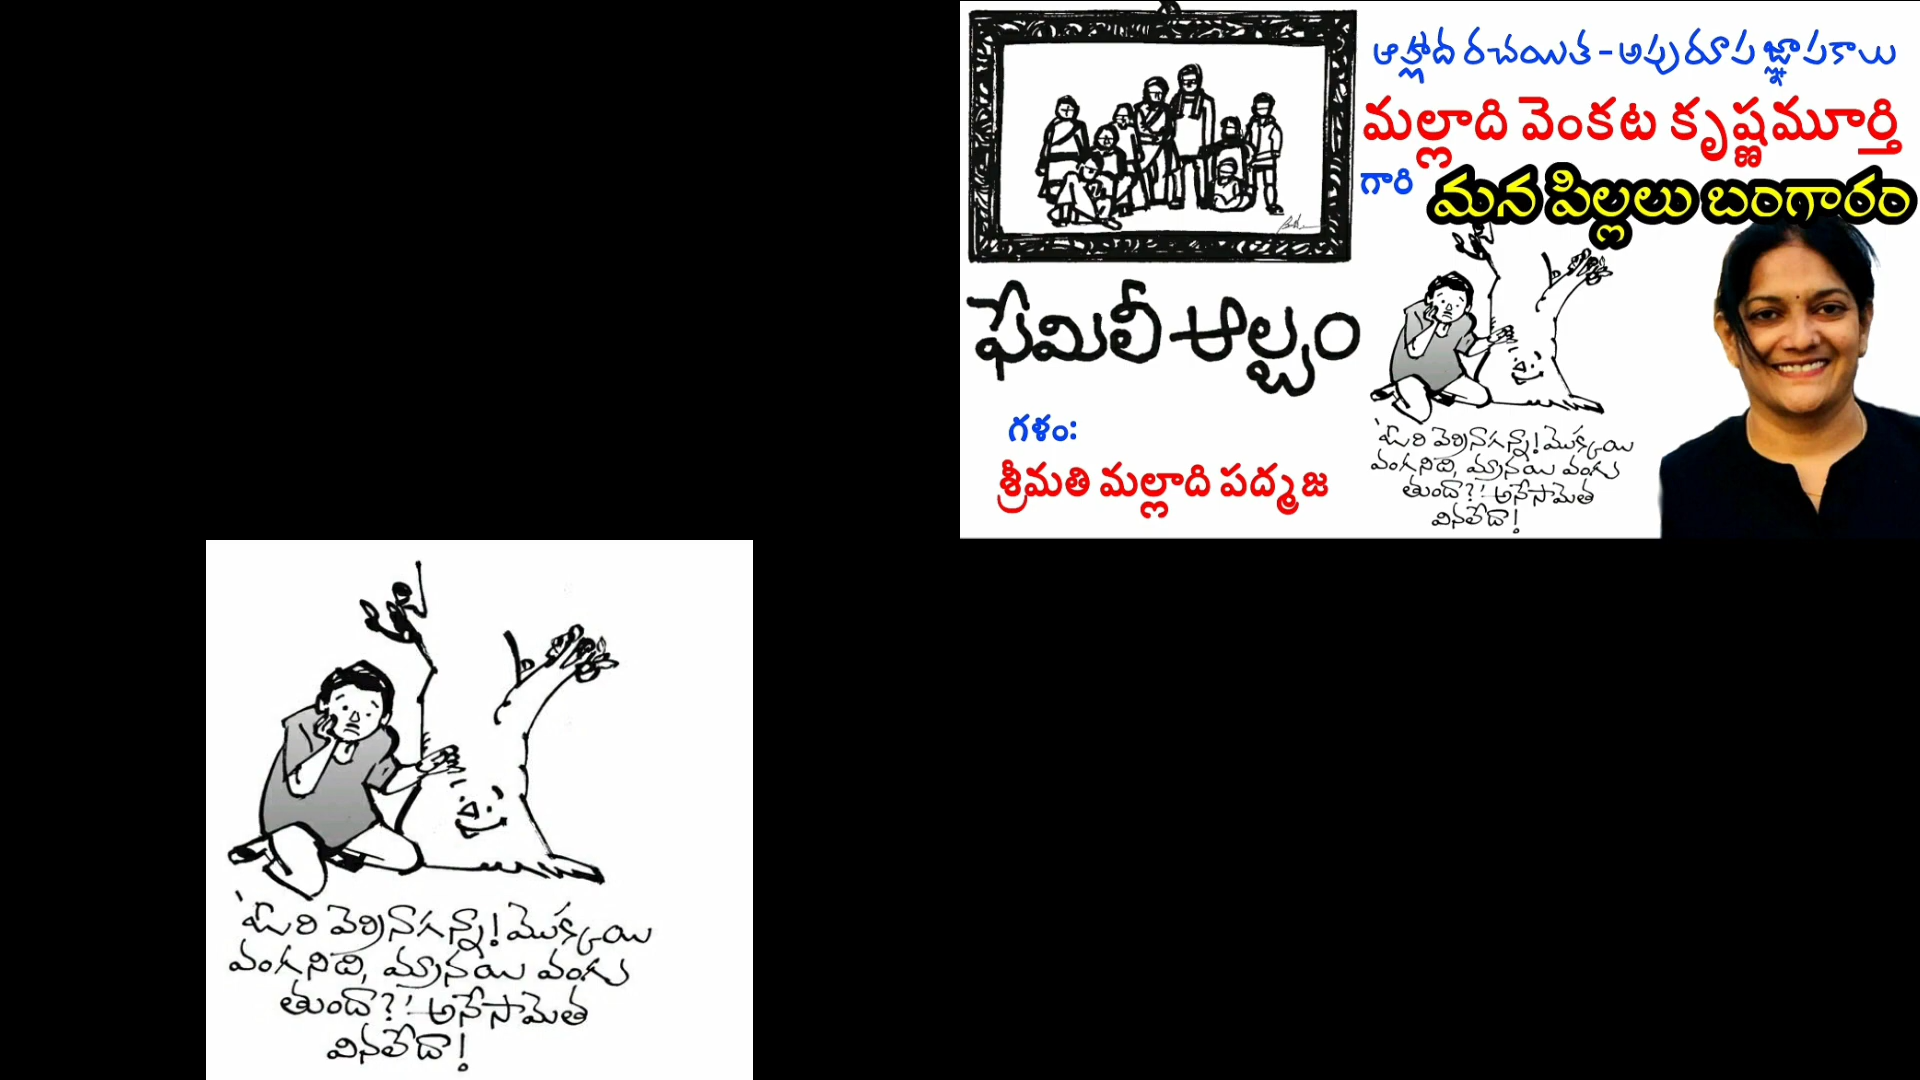 ఆహ్లాద రచయిత - అపురూప జ్ఞాపకాలు
మల్లాది వెంకట కృష్ణమూర్తి
గారి మన పిల్లలు బంగారం
ఫేమిలీ ఆల్బం
గళం:
శ్రీమతి మల్లాది పద్మజ
'ఓరి వెర్రినాగన్నా! మొక్కయి
వంగనిది, మ్రానయి వంగు
తుందా?' అనేసామెత
వినలేదా!
'ఓరి వెర్రినాగన్నా! మొక్కయి
వంగనిది, మ్రానయి వంగు
తుందా?' అనేసామెత
వినలేదా!